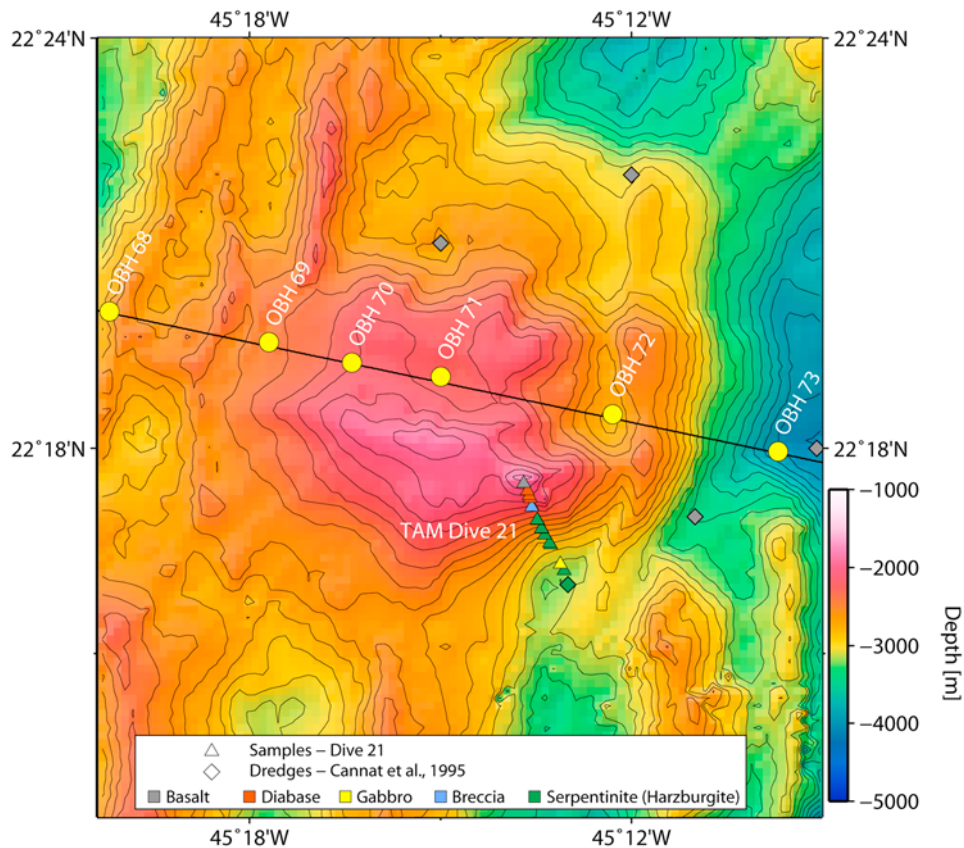 45°18'W 45°12'W
22°24'N 22°24'N
OBH 68
OBH 69
OBH 70
OBH 71
OBH 72
OBH 73
22°18'N 22°18'N
TAM Dive 21
−1000
−2000
−3000
−4000
−5000
Depth [m]
Samples – Dive 21
Dredges – Cannat et al., 1995
Basalt Diabase Gabbro Breccia Serpentinite (Harzburgite)
45°18'W 45°12'W